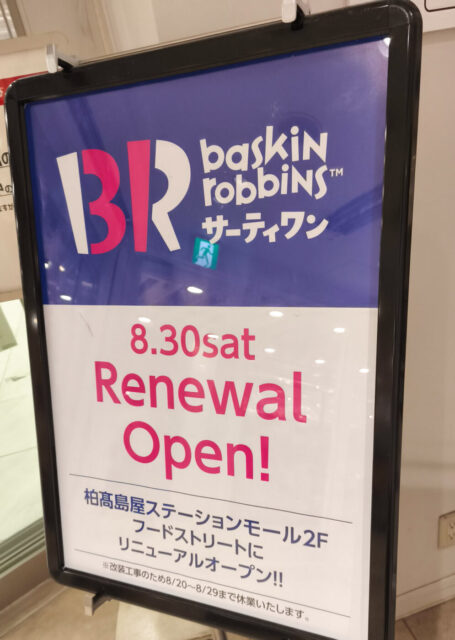 BR
baskin
robbins™
サーティワン
8.30sat
Renewal
Open!
柏髙島屋ステーションモール2F
フードストリートに
リニューアルオープン!!
※改装工事のため8/20～8/29まで休業いたします。